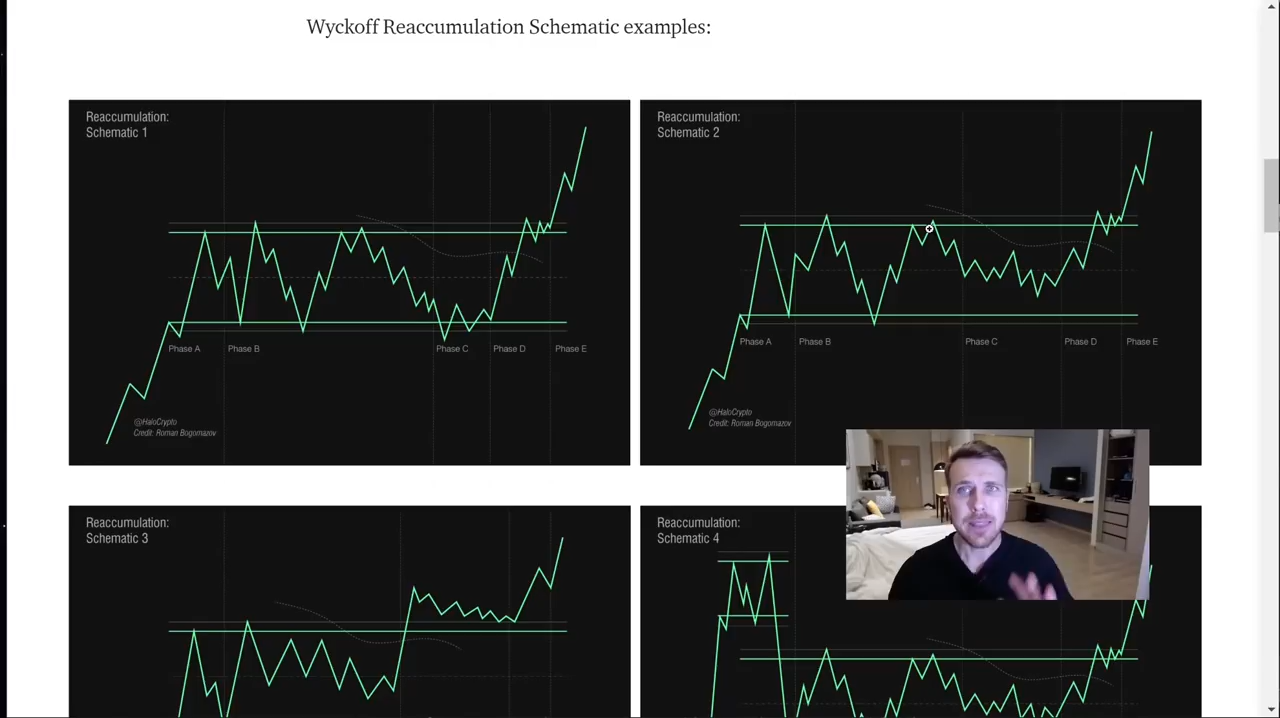 Wyckoff Reaccumulation Schematic examples:
Reaccumulation:
Schematic 1
Phase A
Phase B
Phase C
Phase D
Phase E
@HaloCrypto
Credit: Roman Bogomazov
Reaccumulation:
Schematic 2
Phase A
Phase B
Phase C
Phase D
Phase E
@HaloCrypto
Credit: Roman Bogomazov
Reaccumulation:
Schematic 3
Reaccumulation:
Schematic 4